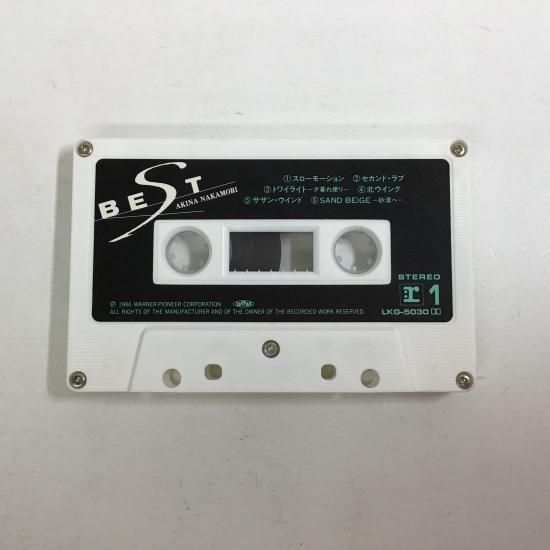 BEST
AKINA NAKAMORI
①スローモーション ②セカンド・ラブ
③トワイライト —夕暮れ便り— ④北ウイング
⑤サザン・ウインド ⑥SAND BEIGE —砂漠へ—
STEREO
r 1
LKG-5030
Ⓟ 1986 WARNER-PIONEER CORPORATION
ALL RIGHTS OF THE MANUFACTURER AND OF THE OWNER OF THE RECORDED WORK RESERVED.